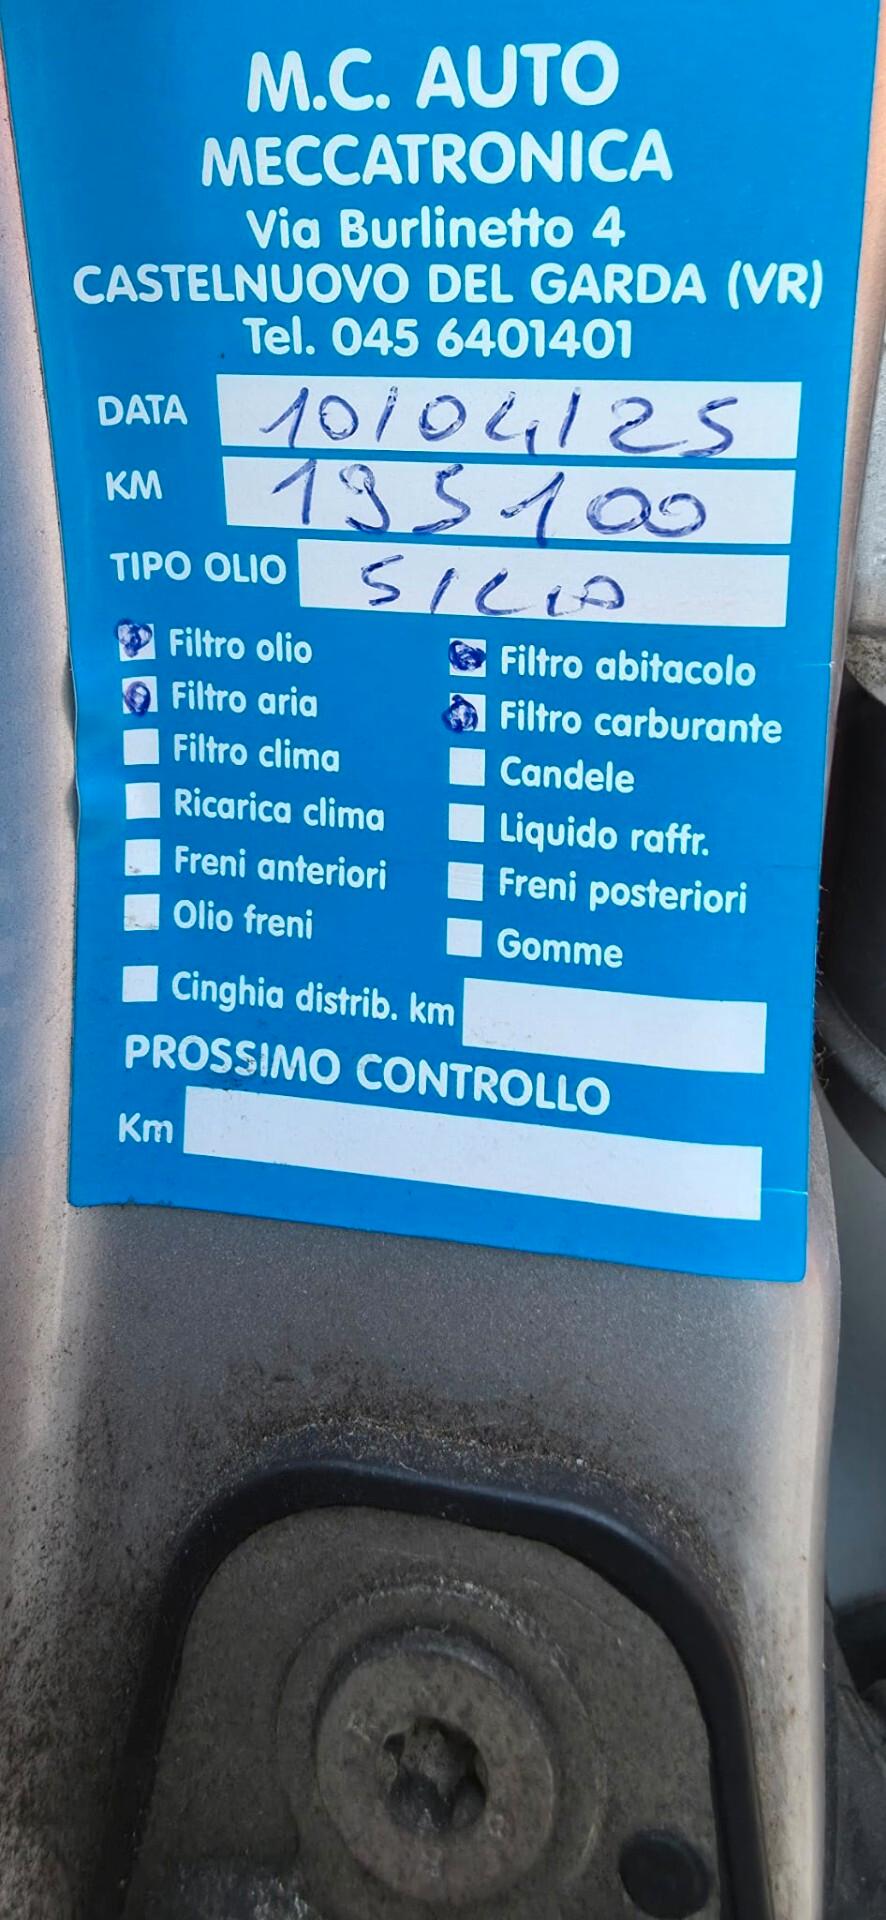 M.C. AUTO
MECCATRONICA
Via Burlinetto 4
CASTELNUOVO DEL GARDA (VR)
Tel. 045 6401401
DATA 10/04/25
KM 195100
TIPO OLIO
Filtro olio
Filtro aria
Filtro clima
Ricarica clima
Freni anteriori
Olio freni
Filtro abitacolo
Filtro carburante
Candele
Liquido raffr.
Freni posteriori
Gomme
Cinghia distrib. km
PROSSIMO CONTROLLO
Km